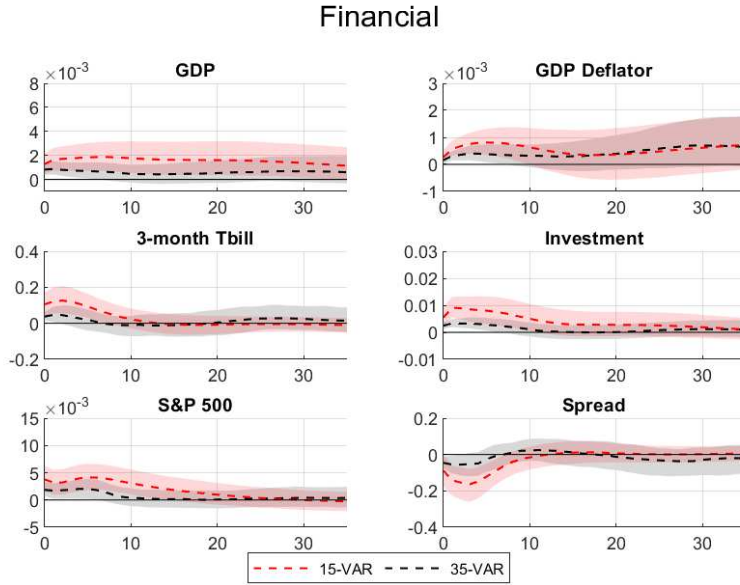 Financial
×10⁻³ GDP
8
6
4
2
0
0 10 20 30
×10⁻³ GDP Deflator
3
2
1
0
-1
0 10 20 30
3-month Tbill
0.4
0.2
0
-0.2
0 10 20 30
Investment
0.03
0.02
0.01
0
-0.01
0 10 20 30
×10⁻³ S&P 500
15
10
5
0
-5
0 10 20 30
Spread
0.2
0
-0.2
-0.4
0 10 20 30
15-VAR 35-VAR